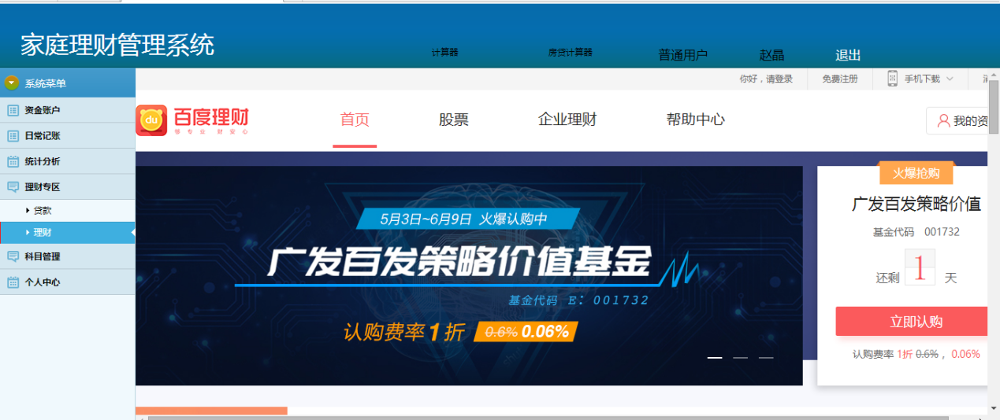 家庭理财管理系统
计算器 房贷计算器 普通用户 赵晶 退出
系统菜单
资金账户
日常记账
统计分析
理财专区
贷款
理财
科目管理
个人中心
你好，请登录 免费注册 手机下载
du 百度理财
懂专业 财安心
首页 股票 企业理财 帮助中心 我的资
5月3日~6月9日 火爆认购中
广发百发策略价值基金
基金代码 E：001732
认购费率1折 0.6% 0.06%
火爆抢购
广发百发策略价值
基金代码 001732
还剩 1 天
立即认购
认购费率 1折 0.6%，0.06%